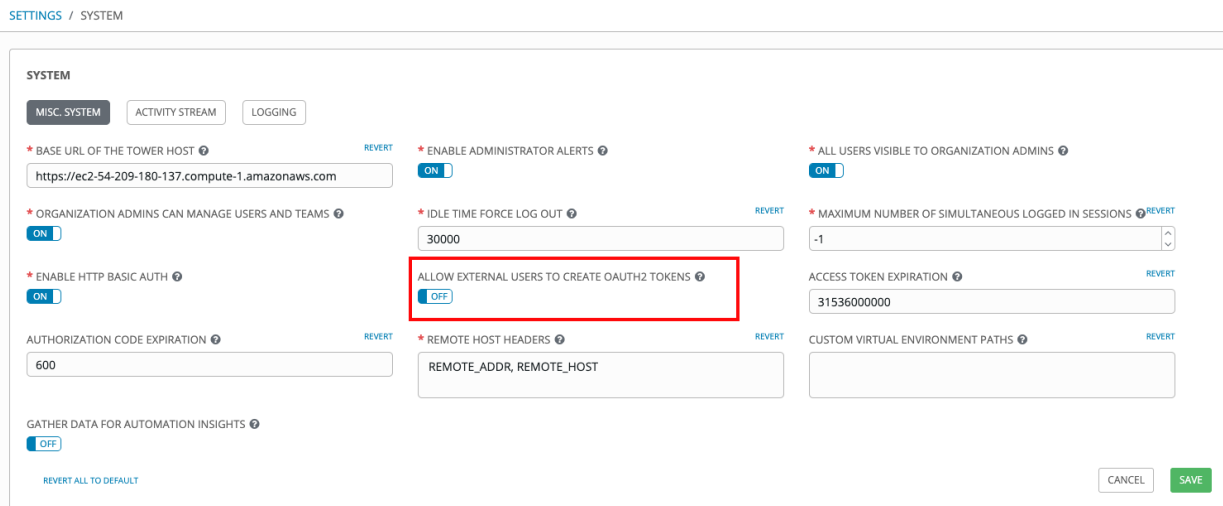 SETTINGS / SYSTEM
SYSTEM
MISC. SYSTEM ACTIVITY STREAM LOGGING
* BASE URL OF THE TOWER HOST ? REVERT * ENABLE ADMINISTRATOR ALERTS ? * ALL USERS VISIBLE TO ORGANIZATION ADMINS ?
https://ec2-54-209-180-137.compute-1.amazonaws.com ON ON
* ORGANIZATION ADMINS CAN MANAGE USERS AND TEAMS ? * IDLE TIME FORCE LOG OUT ? REVERT * MAXIMUM NUMBER OF SIMULTANEOUS LOGGED IN SESSIONS ? REVERT
ON 30000 -1
* ENABLE HTTP BASIC AUTH ? ALLOW EXTERNAL USERS TO CREATE OAUTH2 TOKENS ? ACCESS TOKEN EXPIRATION ? REVERT
ON OFF 31536000000
AUTHORIZATION CODE EXPIRATION ? REVERT * REMOTE HOST HEADERS ? REVERT CUSTOM VIRTUAL ENVIRONMENT PATHS ? REVERT
600 REMOTE_ADDR, REMOTE_HOST
GATHER DATA FOR AUTOMATION INSIGHTS ?
OFF
REVERT ALL TO DEFAULT CANCEL SAVE